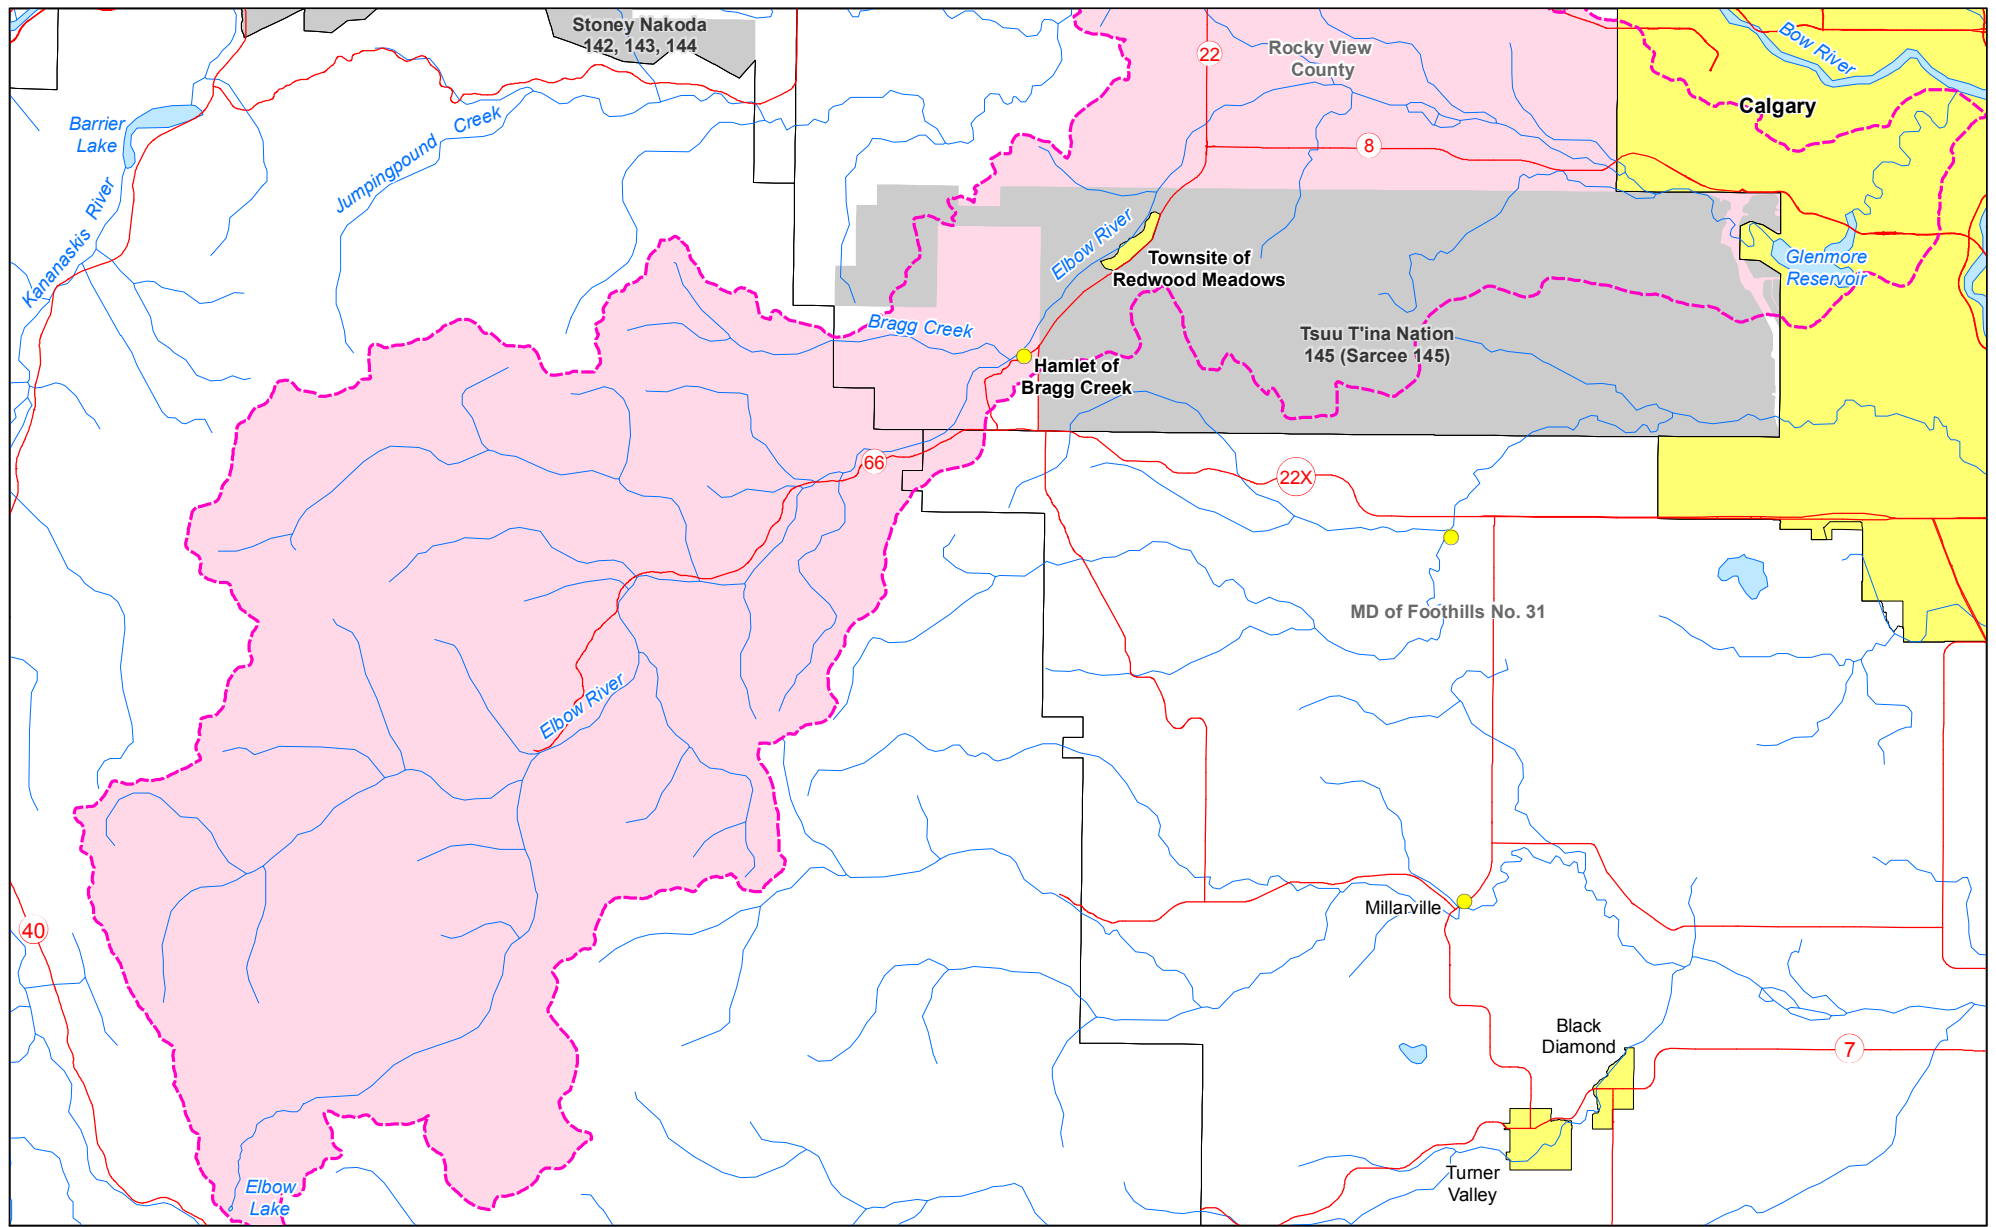 Stoney Nakoda
142, 143, 144
22
Rocky View
County
Bow River
Calgary
Barrier
Lake
Jumpingpound Creek
8
Kananaskis River
Elbow River
Townsite of
Redwood Meadows
Glenmore
Reservoir
Bragg Creek
Tsuu T'ina Nation
145 (Sarcee 145)
Hamlet of
Bragg Creek
66
22X
MD of Foothills No. 31
Elbow River
Millarville
40
Black
Diamond
7
Turner
Valley
Elbow
Lake